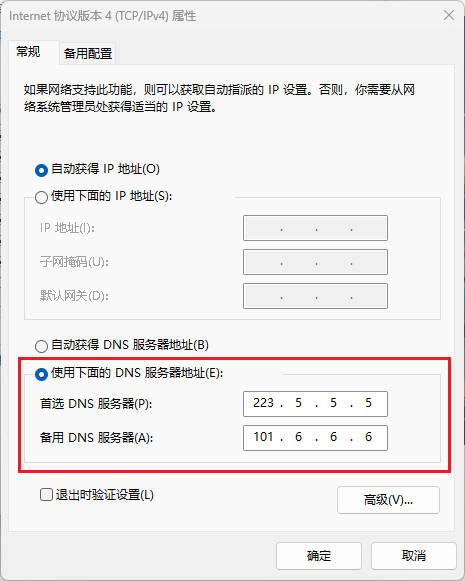 Internet 协议版本 4 (TCP/IPv4) 属性
常规 备用配置
如果网络支持此功能，则可以获取自动指派的 IP 设置。否则，你需要从网
络系统管理员处获得适当的 IP 设置。
自动获得 IP 地址(O)
使用下面的 IP 地址(S):
IP 地址(I):
. . .
子网掩码(U):
. . .
默认网关(D):
. . .
自动获得 DNS 服务器地址(B)
使用下面的 DNS 服务器地址(E):
首选 DNS 服务器(P):
223 . 5 . 5 . 5
备用 DNS 服务器(A):
101 . 6 . 6 . 6
退出时验证设置(L)
高级(V)...
确定 取消